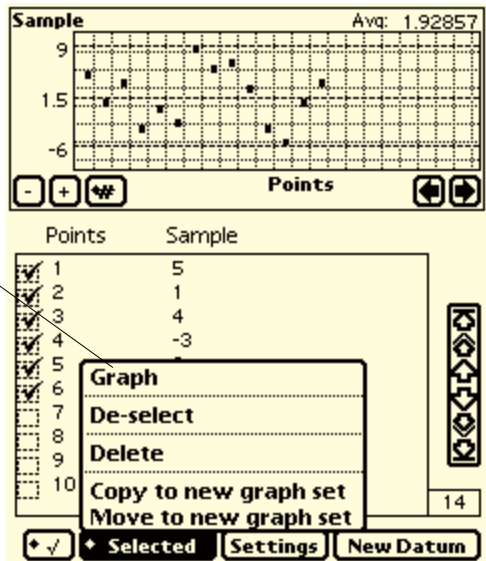 Sample Avg: 1.92857
9
1.5
-6
- + Points
Points Sample
1 5
2 1
3 4
4 -3
5
6
7
8
9
10
Graph
De-select
Delete
Copy to new graph set
Move to new graph set
14
√ Selected Settings New Datum